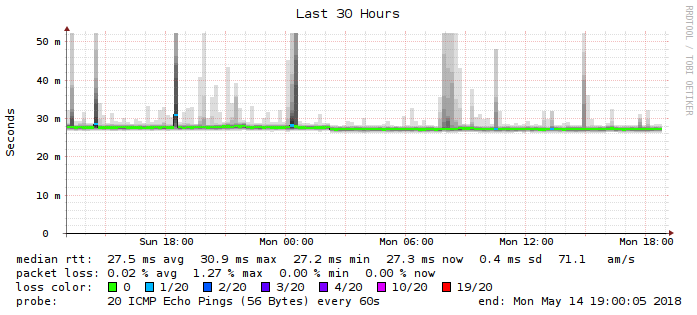 Last 30 Hours
RRDTOOL / TOBI OETIKER
Seconds
50 m
40 m
30 m
20 m
10 m
0
Sun 18:00 Mon 00:00 Mon 06:00 Mon 12:00 Mon 18:00
median rtt: 27.5 ms avg 30.9 ms max 27.2 ms min 27.3 ms now 0.4 ms sd 71.1 am/s
packet loss: 0.02 % avg 1.27 % max 0.00 % min 0.00 % now
loss color: 0 1/20 2/20 3/20 4/20 10/20 19/20
probe: 20 ICMP Echo Pings (56 Bytes) every 60s end: Mon May 14 19:00:05 2018